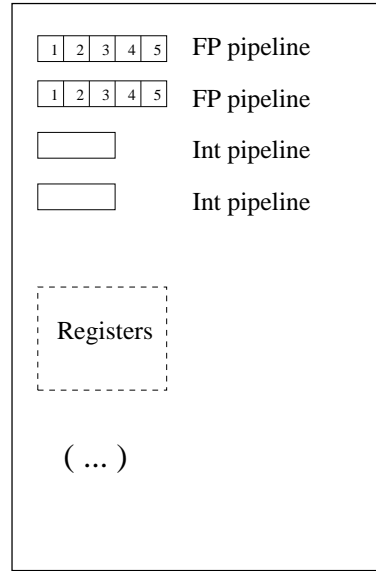 1 2 3 4 5 FP pipeline
1 2 3 4 5 FP pipeline
Int pipeline
Int pipeline
Registers
( ... )